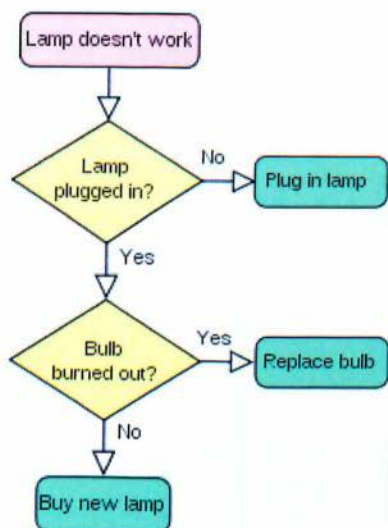 Lamp doesn't work
Lamp
plugged in?
No
Plug in lamp
Yes
Bulb
burned out?
Yes
Replace bulb
No
Buy new lamp